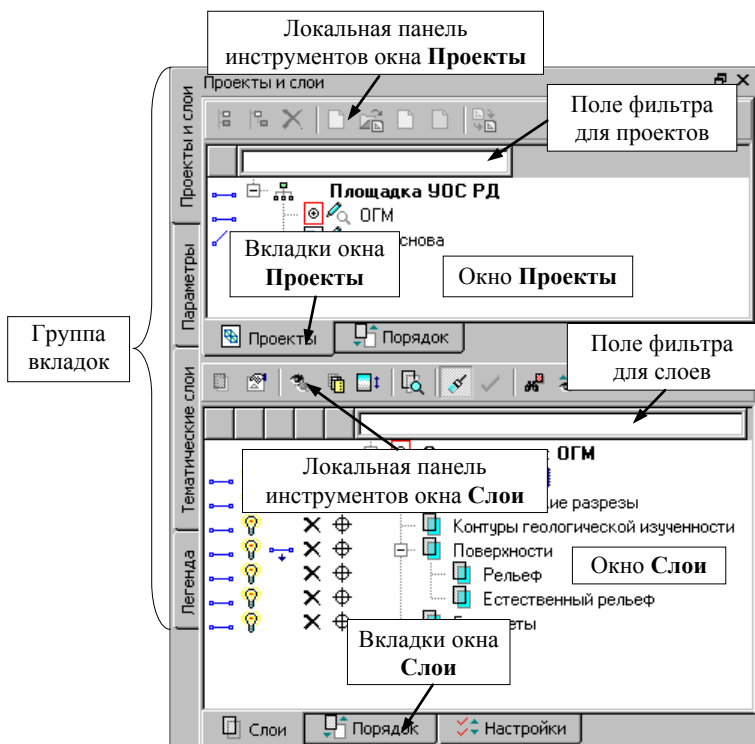 Локальная панель
инструментов окна Проекты
Проекты и слои
Поле фильтра
для проектов
Проекты и слои
Параметры
Тематические слои
Легенда
Площадка УОС РД
ОГМ
снова
Вкладки окна
Проекты
Окно Проекты
Группа
вкладок
Проекты
Порядок
Поле фильтра
для слоев
ОГМ
Локальная панель
инструментов окна Слои
ие разрезы
Контуры геологической изученности
Поверхности
Окно Слои
Рельеф
Естественный рельеф
еты
Вкладки окна
Слои
Слои
Порядок
Настройки